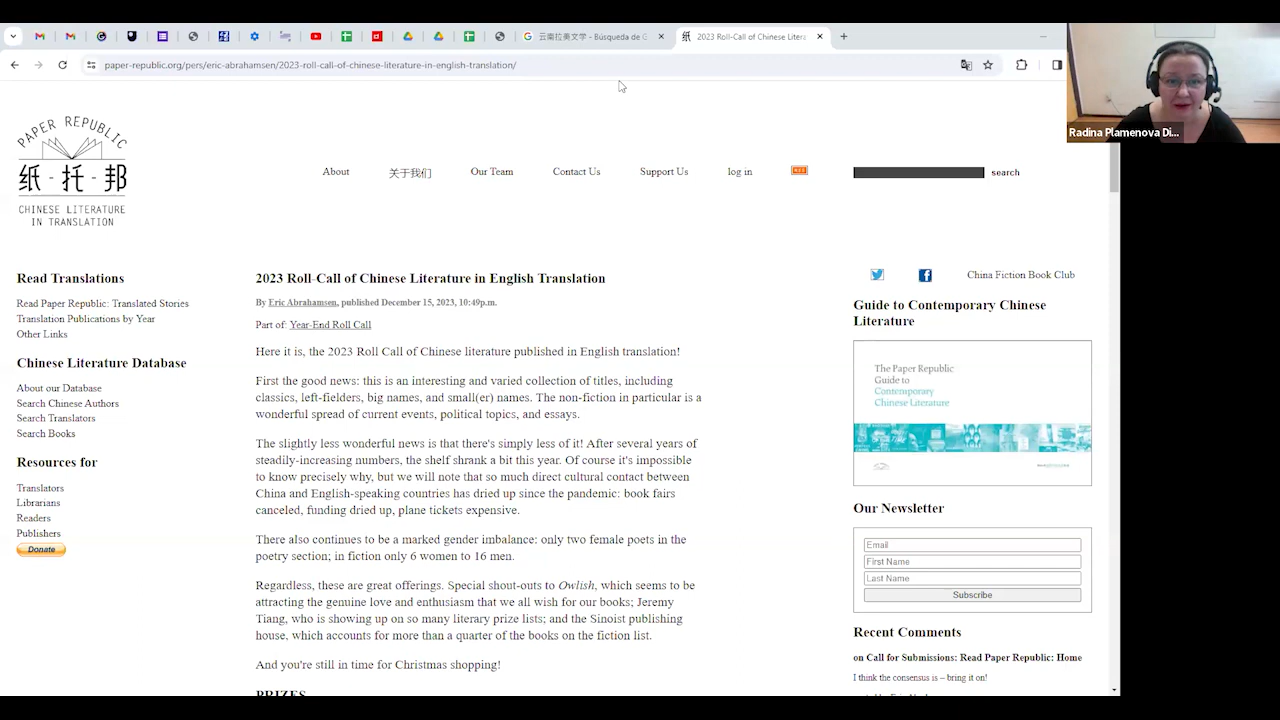 云南拉美文学 - Búsqueda de G
2023 Roll-Call of Chinese Litera
paper-republic.org/pers/eric-abrahamsen/2023-roll-call-of-chinese-literature-in-english-translation/
Radina Plamenova Di...
PAPER REPUBLIC
纸-托-邦
CHINESE LITERATURE
IN TRANSLATION
About
关于我们
Our Team
Contact Us
Support Us
log in
search
Read Translations
Read Paper Republic: Translated Stories
Translation Publications by Year
Other Links
Chinese Literature Database
About our Database
Search Chinese Authors
Search Translators
Search Books
Resources for
Translators
Librarians
Readers
Publishers
Donate
2023 Roll-Call of Chinese Literature in English Translation
By Eric Abrahamsen, published December 15, 2023, 10:49p.m.
Part of: Year-End Roll Call
Here it is, the 2023 Roll Call of Chinese literature published in English translation!
First the good news: this is an interesting and varied collection of titles, including
classics, left-fielders, big names, and small(er) names. The non-fiction in particular is a
wonderful spread of current events, political topics, and essays.
The slightly less wonderful news is that there's simply less of it! After several years of
steadily-increasing numbers, the shelf shrank a bit this year. Of course it's impossible
to know precisely why, but we will note that so much direct cultural contact between
China and English-speaking countries has dried up since the pandemic: book fairs
canceled, funding dried up, plane tickets expensive.
There also continues to be a marked gender imbalance: only two female poets in the
poetry section; in fiction only 6 women to 16 men.
Regardless, these are great offerings. Special shout-outs to Owlish, which seems to be
attracting the genuine love and enthusiasm that we all wish for our books; Jeremy
Tiang, who is showing up on so many literary prize lists; and the Sinoist publishing
house, which accounts for more than a quarter of the books on the fiction list.
And you're still in time for Christmas shopping!
PRIZES
China Fiction Book Club
Guide to Contemporary Chinese
Literature
The Paper Republic
Guide to
Contemporary
Chinese Literature
Our Newsletter
Email
First Name
Last Name
Subscribe
Recent Comments
on Call for Submissions: Read Paper Republic: Home
I think the consensus is – bring it on!